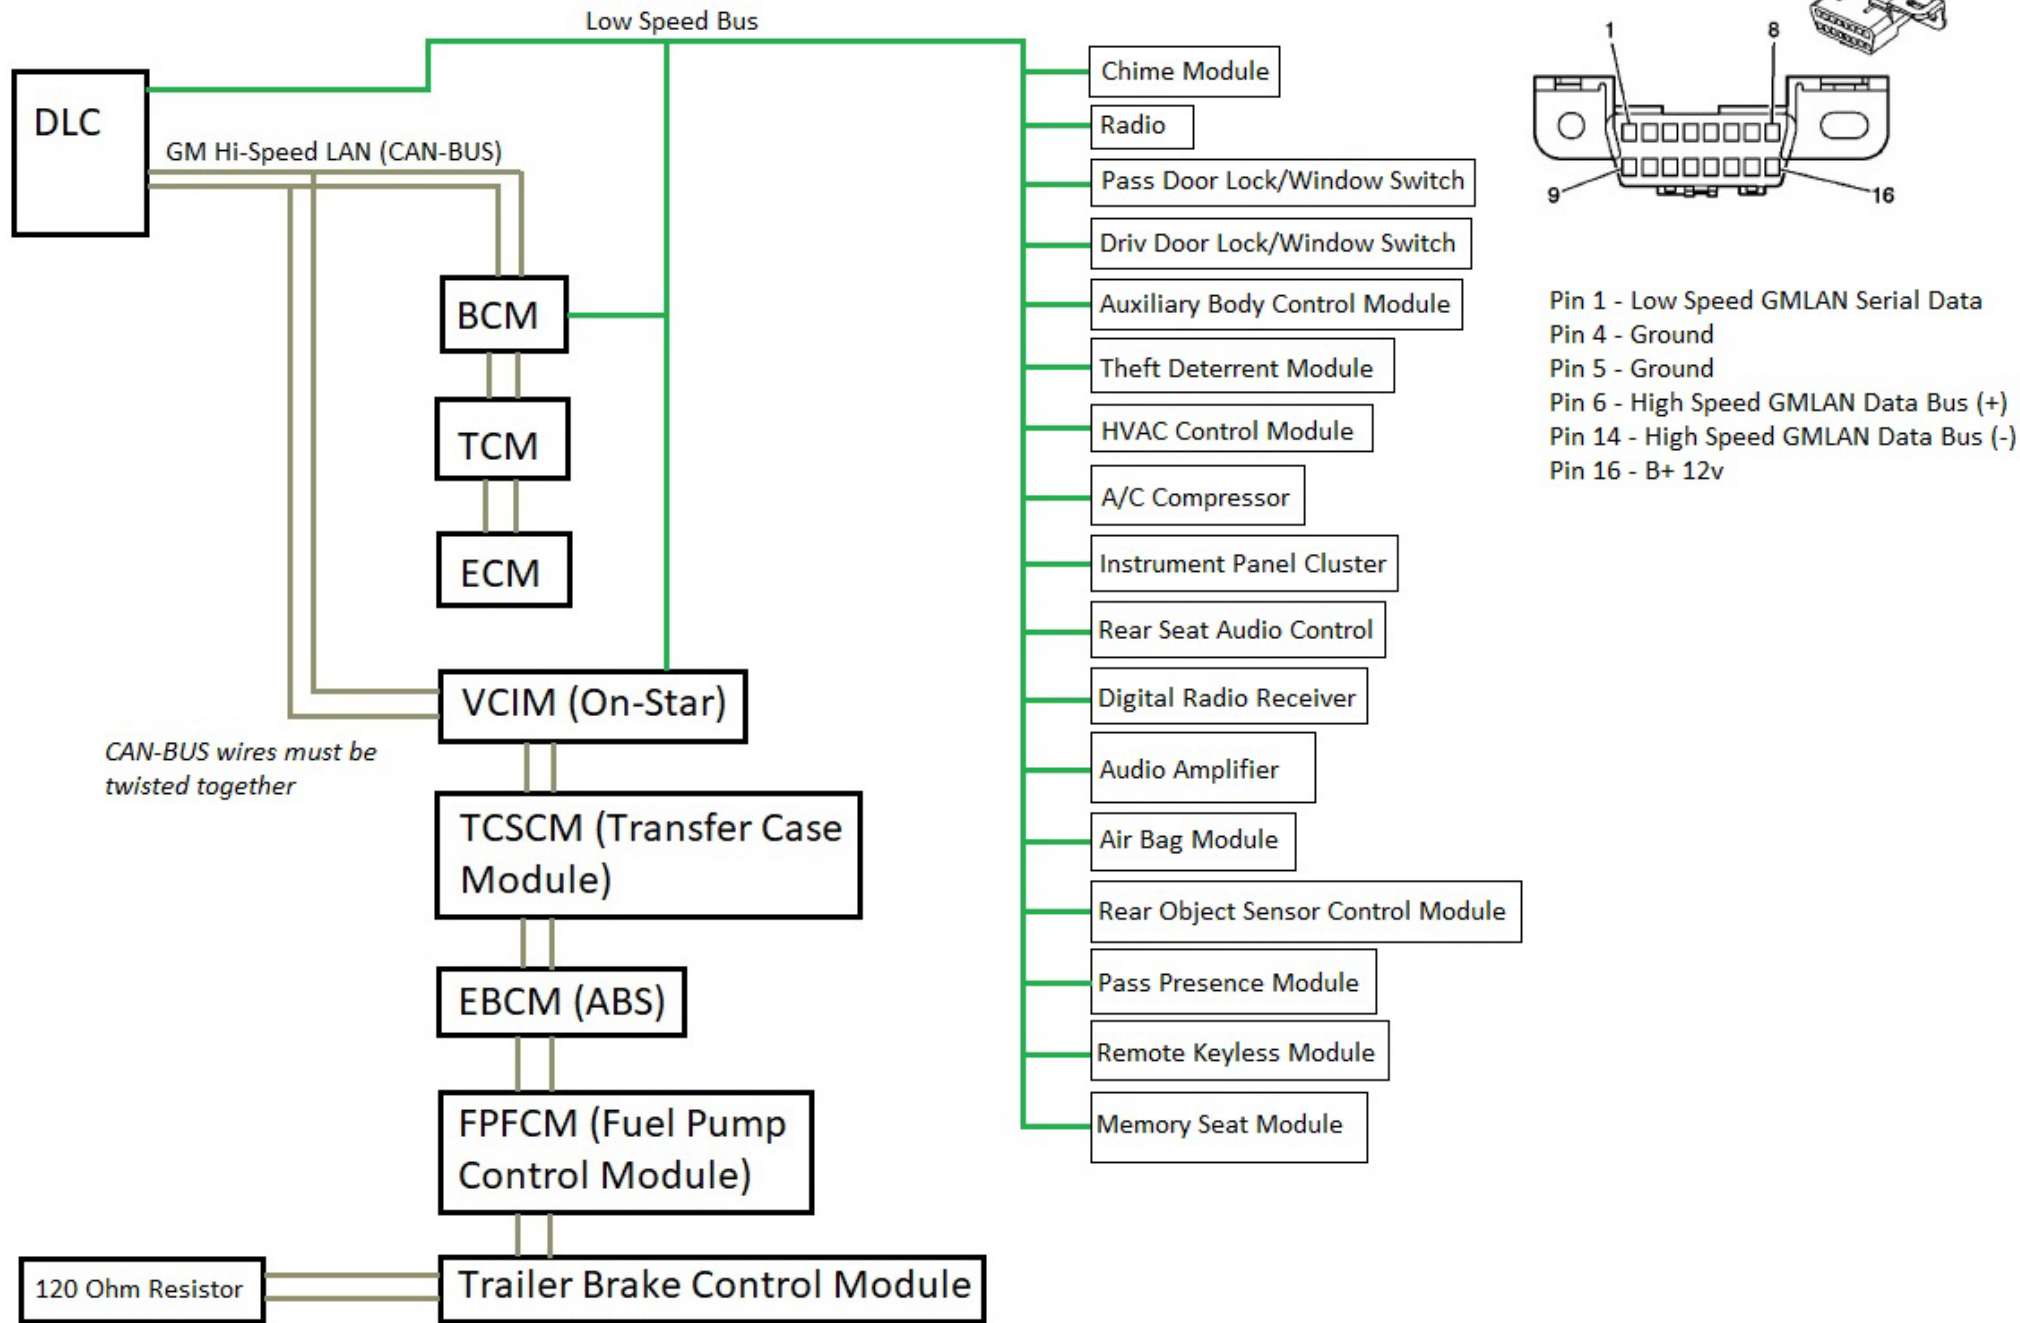 Low Speed Bus
DLC
GM Hi-Speed LAN (CAN-BUS)
BCM
TCM
ECM
VCIM (On-Star)
CAN-BUS wires must be
twisted together
TCSCM (Transfer Case
Module)
EBCM (ABS)
FPFCM (Fuel Pump
Control Module)
120 Ohm Resistor
Trailer Brake Control Module
Chime Module
Radio
Pass Door Lock/Window Switch
Driv Door Lock/Window Switch
Auxiliary Body Control Module
Theft Deterrent Module
HVAC Control Module
A/C Compressor
Instrument Panel Cluster
Rear Seat Audio Control
Digital Radio Receiver
Audio Amplifier
Air Bag Module
Rear Object Sensor Control Module
Pass Presence Module
Remote Keyless Module
Memory Seat Module
1
8
9
16
Pin 1 - Low Speed GMLAN Serial Data
Pin 4 - Ground
Pin 5 - Ground
Pin 6 - High Speed GMLAN Data Bus (+)
Pin 14 - High Speed GMLAN Data Bus (-)
Pin 16 - B+ 12v